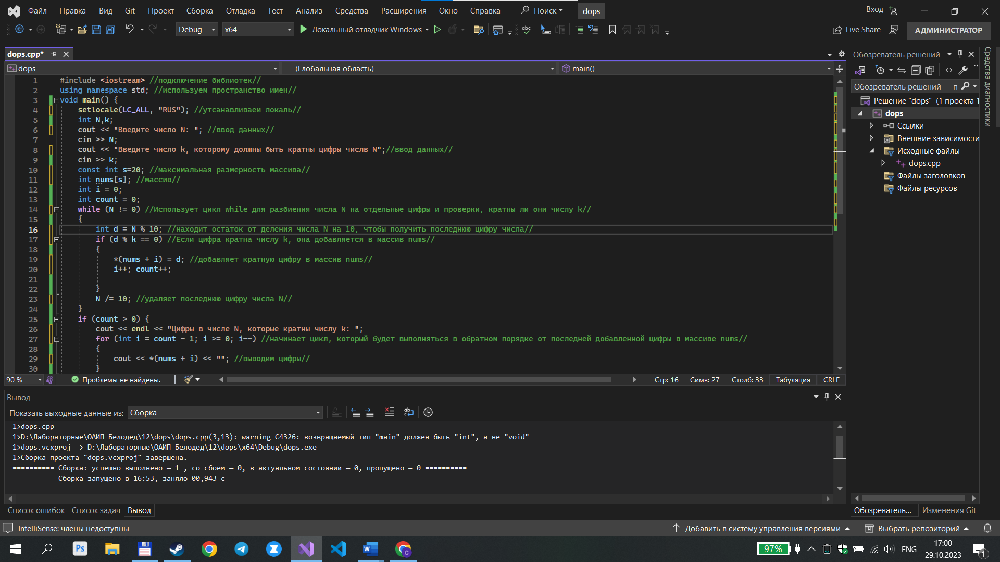 Файл Правка Вид Git Проект Сборка Отладка Тест Анализ Средства Расширения Окно Справка Поиск dops Вход
Debug x64 Локальный отладчик Windows Live Share АДМИНИСТРАТОР
dops.cpp*
dops (Глобальная область) main()
1 #include <iostream> //подключение библиотек//
2 using namespace std; //используем пространство имен//
3 void main() {
4 setlocale(LC_ALL, "RUS"); //утсанавливаем локаль//
5 int N,k;
6 cout << "Введите число N: "; //ввод данных//
7 cin >> N;
8 cout << "Введите число k, которому должны быть кратны цифры числв N";//ввод данных//
9 cin >> k;
10 const int s=20; //максимальная размерность массива//
11 int nums[s]; //массив//
12 int i = 0;
13 int count = 0;
14 while (N != 0) //Использует цикл while для разбиения числа N на отдельные цифры и проверки, кратны ли они числу k//
15 {
16 int d = N % 10; //находит остаток от деления числа N на 10, чтобы получить последнюю цифру числа//
17 if (d % k == 0) //Если цифра кратна числу k, она добавляется в массив nums//
18 {
19 *(nums + i) = d; //добавляет кратную цифру в массив nums//
20 i++; count++;
21
22 }
23 N /= 10; //удаляет последнюю цифру числа N//
24 }
25 if (count > 0) {
26 cout << endl << "Цифры в числе N, которые кратны числу k: ";
27 for (int i = count - 1; i >= 0; i--) //начинает цикл, который будет выполняться в обратном порядке от последней добавленной цифры в массиве nums//
28 {
29 cout << *(nums + i) << ""; //выводим цифры//
30 }
90 % Проблемы не найдены. Стр: 16 Симв: 27 Столб: 33 Табуляция CRLF
Вывод
Показать выходные данные из: Сборка
1>dops.cpp
1>D:\Лабораторные\ОАИП Белодед\12\dops\dops.cpp(3,13): warning C4326: возвращаемый тип "main" должен быть "int", а не "void"
1>dops.vcxproj -> D:\Лабораторные\ОАИП Белодед\12\dops\x64\Debug\dops.exe
1>Сборка проекта "dops.vcxproj" завершена.
========== Сборка: успешно выполнено — 1 , со сбоем — 0, в актуальном состоянии — 0, пропущено — 0 ==========
========== Сборка запущено в 16:53, заняло 00,943 с ==========
Список ошибок Список задач Вывод
Обозреватель решений
Обозреватель решений — п
Решение "dops" (1 проекта 1
dops
Ссылки
Внешние зависимости
Исходные файлы
dops.cpp
Файлы заголовков
Файлы ресурсов
Обозреватель... Изменения Git
Средства диагностики
IntelliSense: члены недоступны Добавить в систему управления версиями Выбрать репозиторий
Ps 97% ENG 17:00
29.10.2023 1